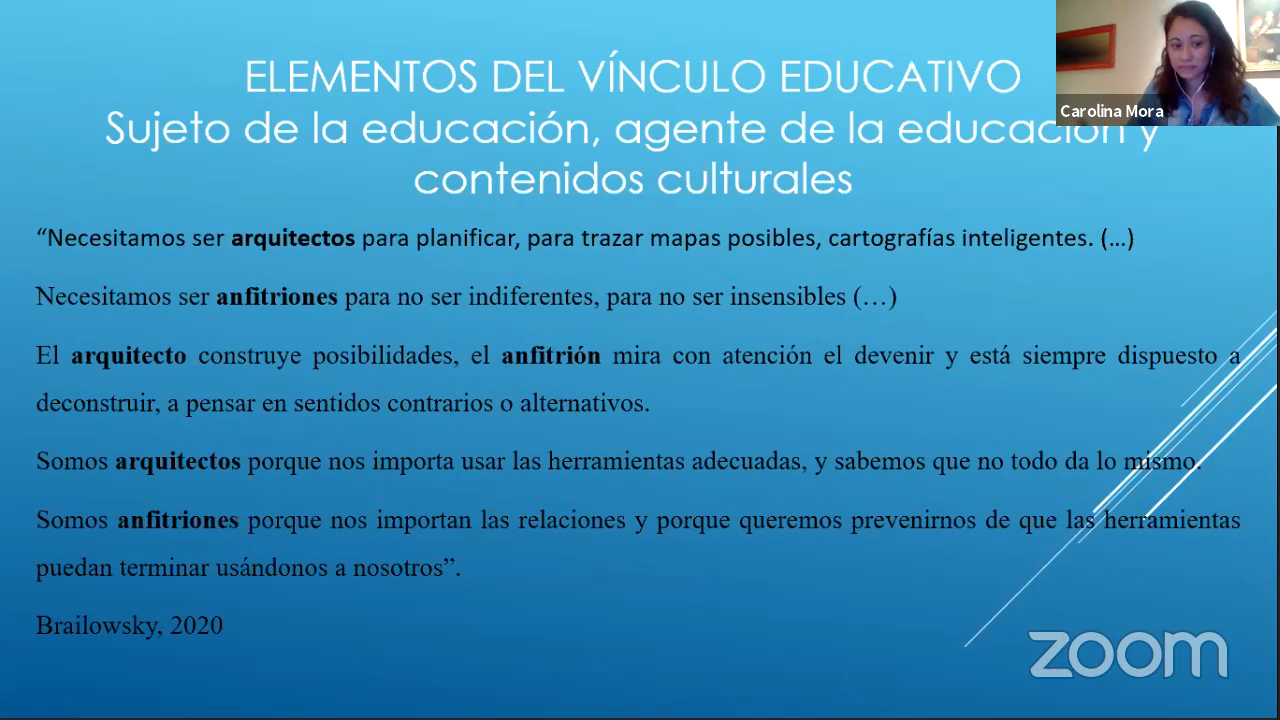 ELEMENTOS DEL VÍNCULO EDUCATIVO
Sujeto de la educación, agente de la educación y
contenidos culturales
Carolina Mora
“Necesitamos ser arquitectos para planificar, para trazar mapas posibles, cartografías inteligentes. (…)
Necesitamos ser anfitriones para no ser indiferentes, para no ser insensibles (…)
El arquitecto construye posibilidades, el anfitrión mira con atención el devenir y está siempre dispuesto a
deconstruir, a pensar en sentidos contrarios o alternativos.
Somos arquitectos porque nos importa usar las herramientas adecuadas, y sabemos que no todo da lo mismo.
Somos anfitriones porque nos importan las relaciones y porque queremos prevenirnos de que las herramientas
puedan terminar usándonos a nosotros”.
Brailowsky, 2020
zoom